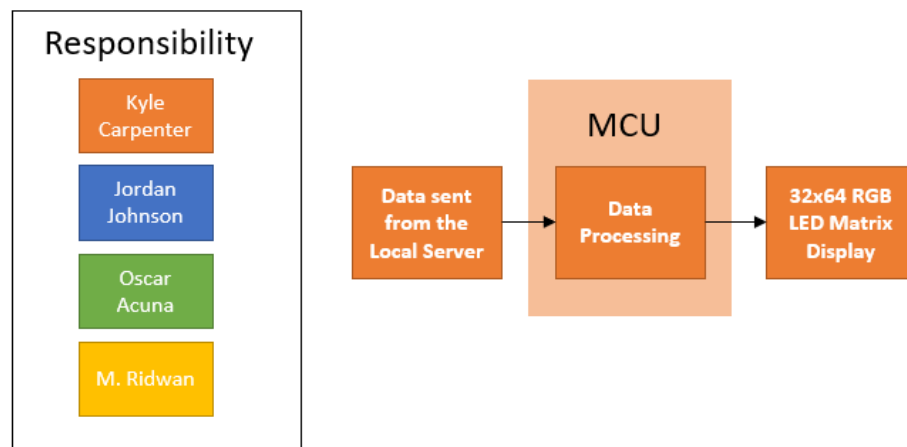 Responsibility
Kyle
Carpenter
Jordan
Johnson
Oscar
Acuna
M. Ridwan
MCU
Data sent
from the
Local Server
Data
Processing
32x64 RGB
LED Matrix
Display